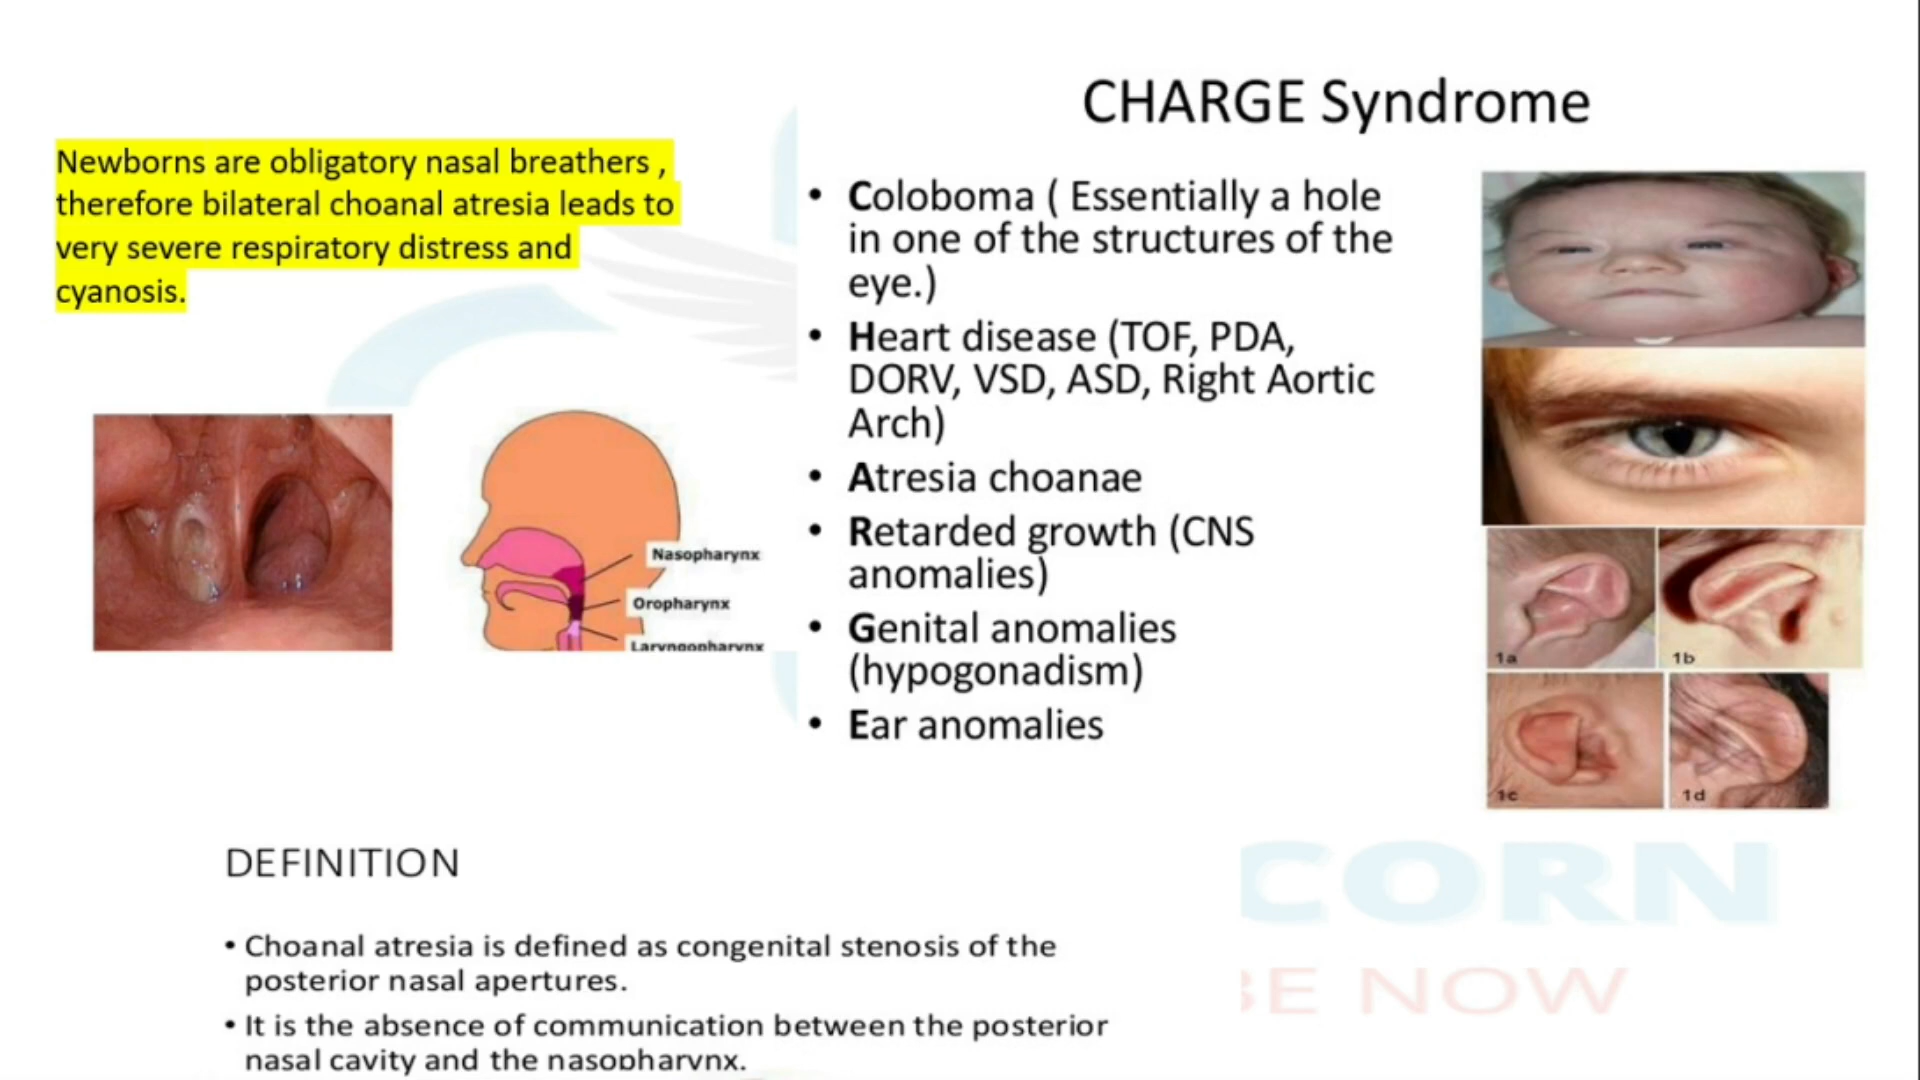 CHARGE Syndrome
Newborns are obligatory nasal breathers ,
therefore bilateral choanal atresia leads to
very severe respiratory distress and
cyanosis.
Nasopharynx
Oropharynx
Laryngopharynx
• Coloboma ( Essentially a hole
in one of the structures of the
eye.)
• Heart disease (TOF, PDA,
DORV, VSD, ASD, Right Aortic
Arch)
• Atresia choanae
• Retarded growth (CNS
anomalies)
• Genital anomalies
(hypogonadism)
• Ear anomalies
1a
1b
1c
1d
DEFINITION
• Choanal atresia is defined as congenital stenosis of the
posterior nasal apertures.
• It is the absence of communication between the posterior
nasal cavity and the nasopharynx.
CORN
BE NOW